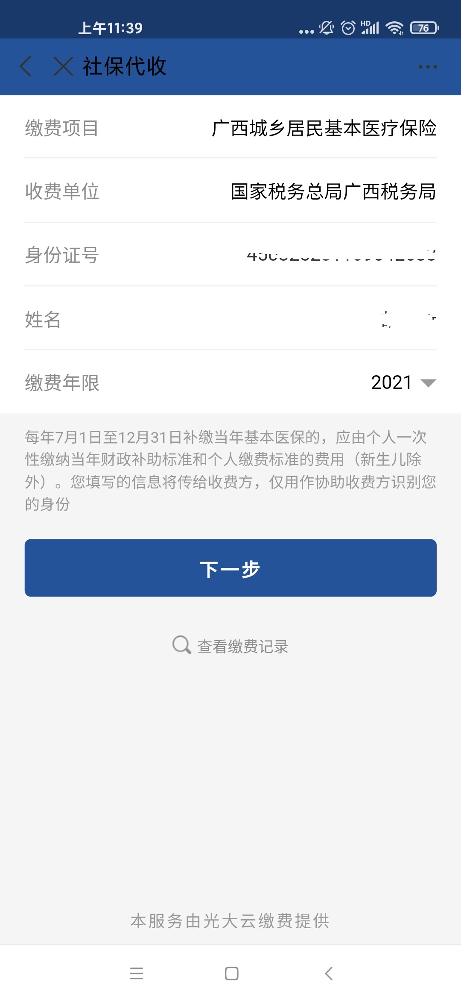 上午11:39
HD
76
社保代收
缴费项目 广西城乡居民基本医疗保险
收费单位 国家税务总局广西税务局
身份证号
姓名
缴费年限 2021
每年7月1日至12月31日补缴当年基本医保的，应由个人一次
性缴纳当年财政补助标准和个人缴费标准的费用（新生儿除
外）。您填写的信息将传给收费方，仅用作协助收费方识别您
的身份
下一步
查看缴费记录
本服务由光大云缴费提供